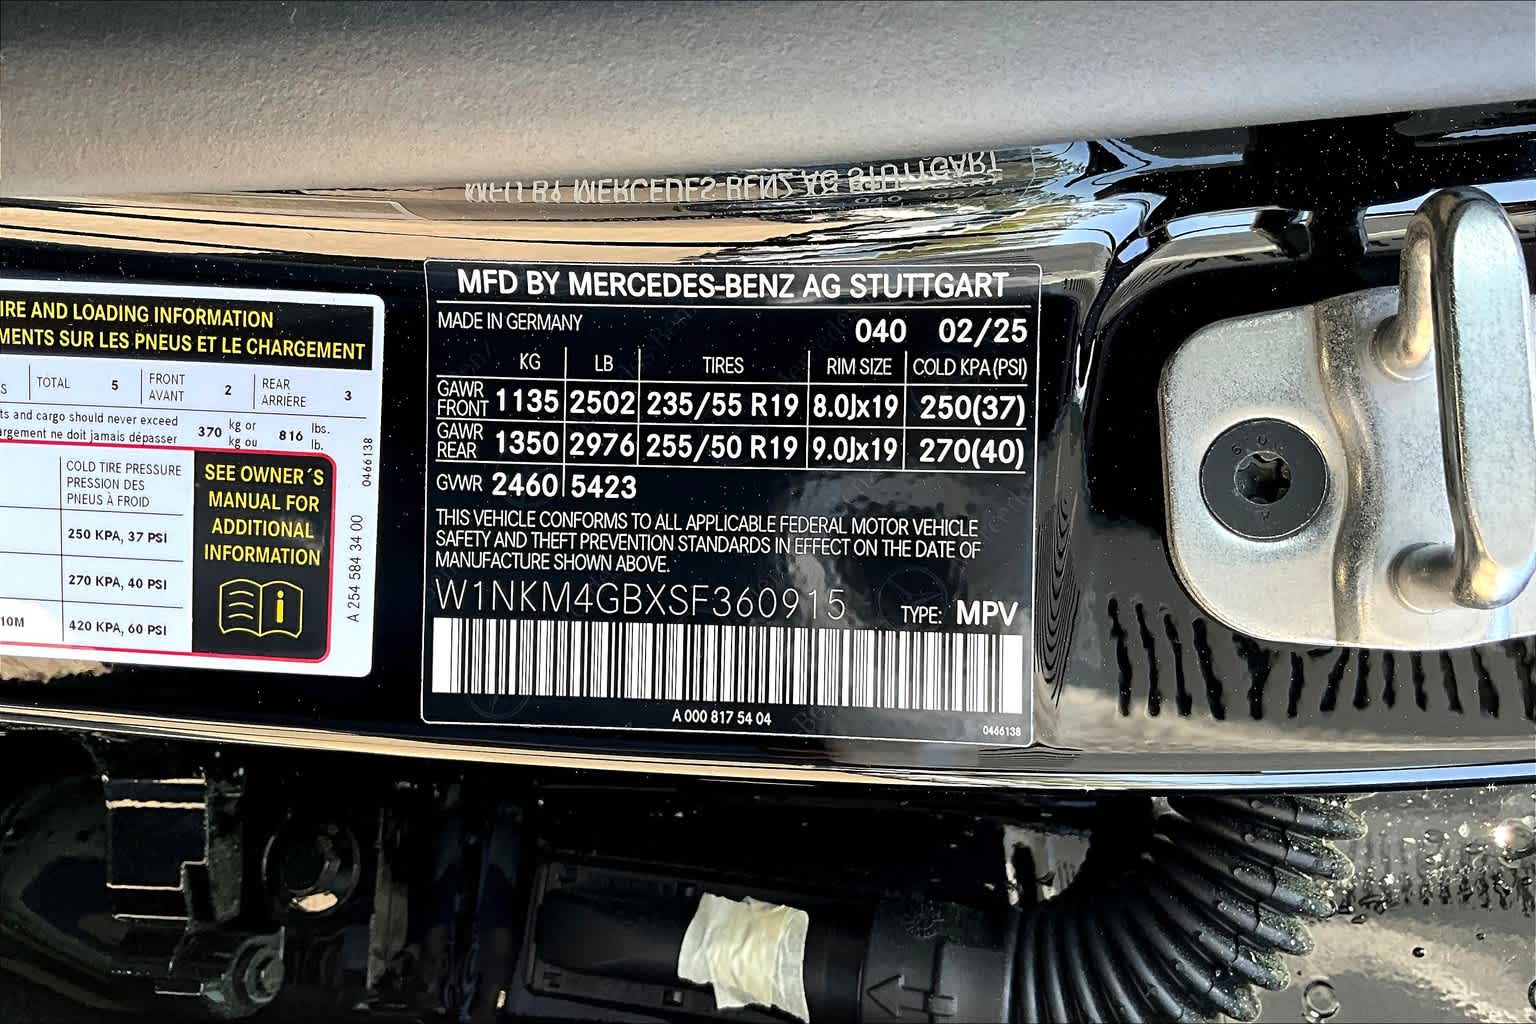 IRE AND LOADING INFORMATION
MENTS SUR LES PNEUS ET LE CHARGEMENT
S TOTAL 5 FRONT AVANT 2 REAR ARRIÈRE 3
ts and cargo should never exceed 370 kg or 816 lbs.
argement ne doit jamais dépasser kg ou lb.
COLD TIRE PRESSURE
PRESSION DES
PNEUS À FROID
250 KPA, 37 PSI
270 KPA, 40 PSI
10M 420 KPA, 60 PSI
SEE OWNER´S
MANUAL FOR
ADDITIONAL
INFORMATION
i
0466138
A 254 584 34 00
MFD BY MERCEDES-BENZ AG STUTTGART
MADE IN GERMANY 040 02/25
KG LB TIRES RIM SIZE COLD KPA (PSI)
GAWR FRONT 1135 2502 235/55 R19 8.0Jx19 250(37)
GAWR REAR 1350 2976 255/50 R19 9.0Jx19 270(40)
GVWR 2460 5423
THIS VEHICLE CONFORMS TO ALL APPLICABLE FEDERAL MOTOR VEHICLE
SAFETY AND THEFT PREVENTION STANDARDS IN EFFECT ON THE DATE OF
MANUFACTURE SHOWN ABOVE.
W1NKM4GBXSF360915 TYPE: MPV
A 000 817 54 04
0466138